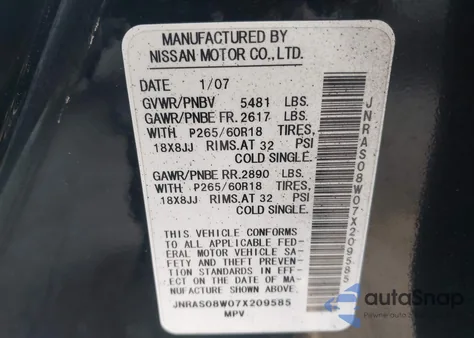 MANUFACTURED BY
NISSAN MOTOR CO.,LTD.
DATE 1/07
GVWR/PNBV 5481 LBS.
GAWR/PNBE FR.2617 LBS.
WITH P265/60R18 TIRES,
18X8JJ RIMS.AT 32 PSI
COLD SINGLE.
GAWR/PNBE RR.2890 LBS.
WITH P265/60R18 TIRES,
18X8JJ RIMS.AT 32 PSI
COLD SINGLE.
THIS VEHICLE CONFORMS
TO ALL APPLICABLE FED-
ERAL MOTOR VEHICLE SA-
FETY AND THEFT PREVEN-
TION STANDARDS IN EFF-
ECT ON THE DATE OF MA-
NUFACTURE SHOWN ABOVE.
JNRAS08W07X209585
MPV
JNRAS08W07X209585
autoSnap